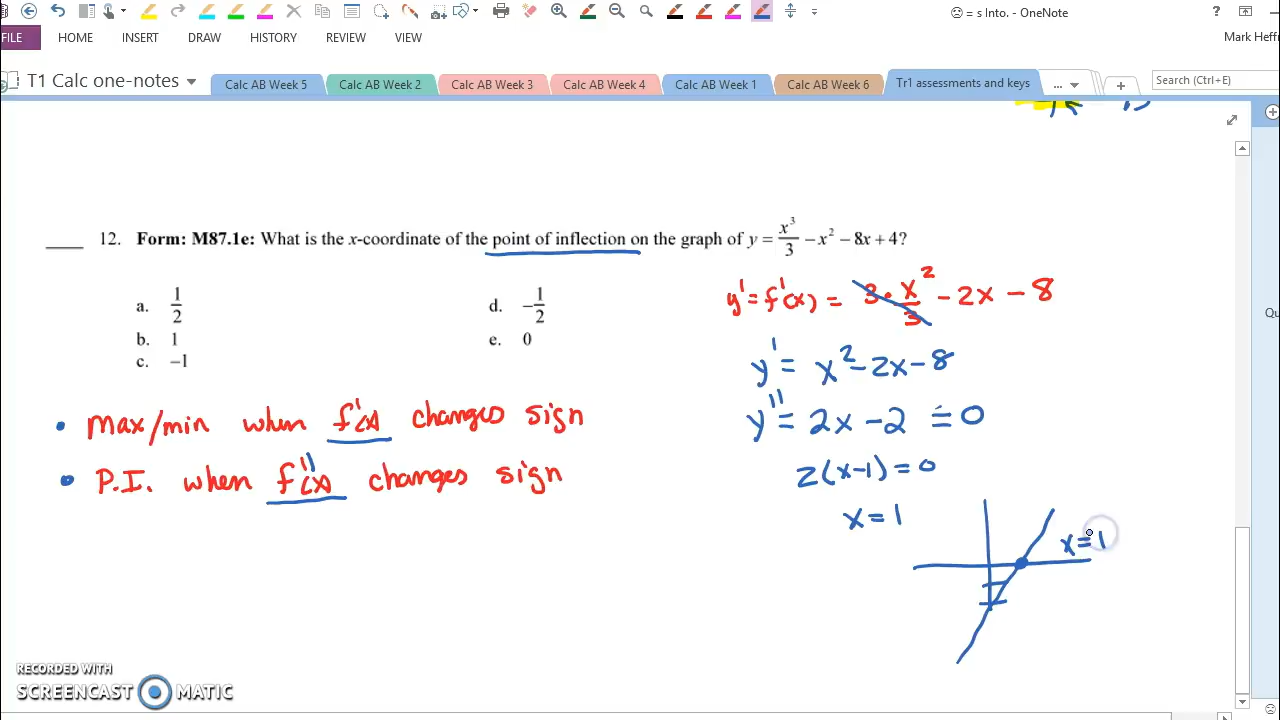 = s Into. - OneNote
?
Mark Heff
FILE HOME INSERT DRAW HISTORY REVIEW VIEW
T1 Calc one-notes
Calc AB Week 5
Calc AB Week 2
Calc AB Week 3
Calc AB Week 4
Calc AB Week 1
Calc AB Week 6
Tr1 assessments and keys
...
Search (Ctrl+E)
____ 12. Form: M87.1e: What is the x-coordinate of the point of inflection on the graph of y = x³/3 − x² − 8x + 4?
a. 1/2
b. 1
c. −1
d. −1/2
e. 0
y' = f'(x) = 3·x²/3 − 2x − 8
y' = x² − 2x − 8
y'' = 2x − 2 = 0
2(x−1) = 0
x = 1
x = 1
• max/min when f'(x) changes sign
• P.I. when f''(x) changes sign
Qu
RECORDED WITH
SCREENCAST MATIC